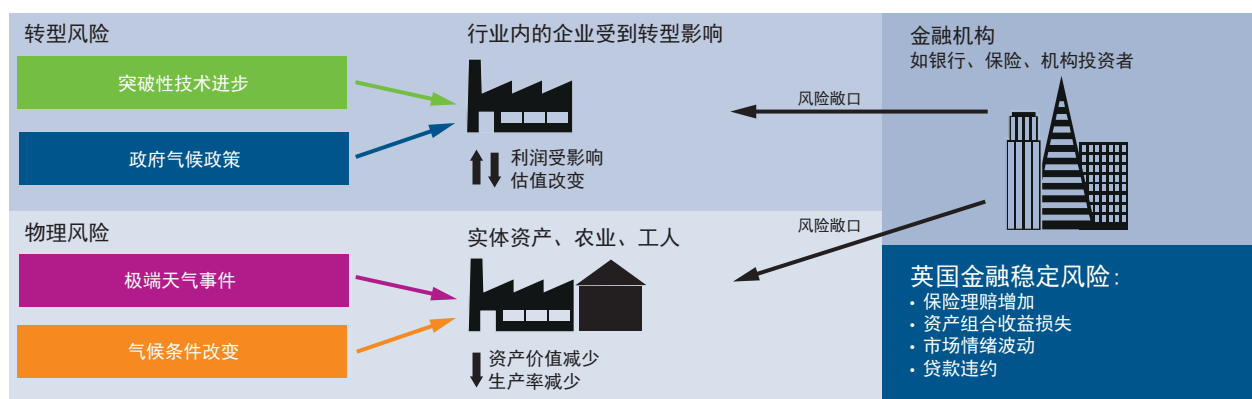 转型风险
突破性技术进步
政府气候政策
行业内的企业受到转型影响
利润受影响
估值改变
物理风险
极端天气事件
气候条件改变
实体资产、农业、工人
资产价值减少
生产率减少
风险敞口
风险敞口
金融机构
如银行、保险、机构投资者
英国金融稳定风险：
• 保险理赔增加
• 资产组合收益损失
• 市场情绪波动
• 贷款违约